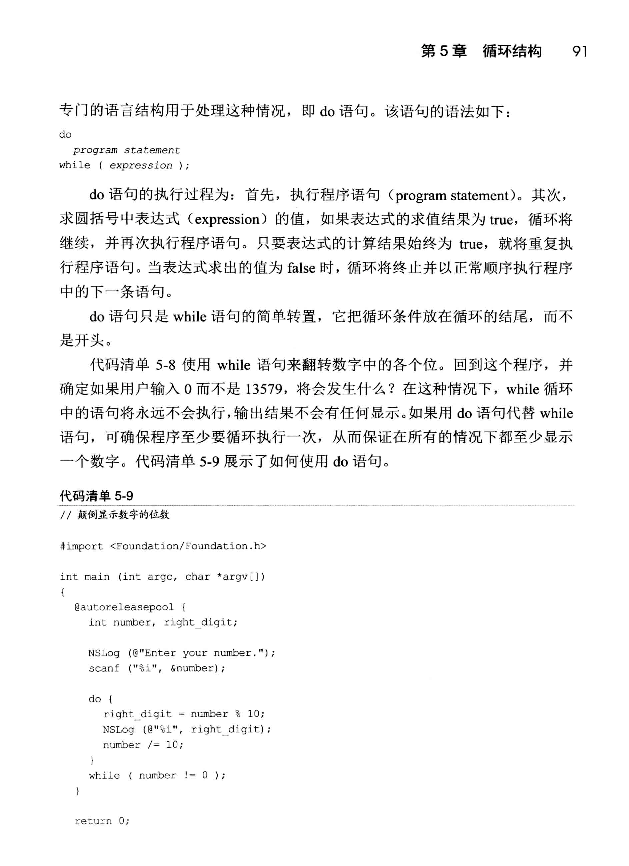 第 5 章　循环结构　91
专门的语言结构用于处理这种情况，即 do 语句。该语句的语法如下：
do
program statement
while ( expression );
do 语句的执行过程为：首先，执行程序语句（program statement）。其次，
求圆括号中表达式（expression）的值，如果表达式的求值结果为 true，循环将
继续，并再次执行程序语句。只要表达式的计算结果始终为 true，就将重复执
行程序语句。当表达式求出的值为 false 时，循环将终止并以正常顺序执行程序
中的下一条语句。
do 语句只是 while 语句的简单转置，它把循环条件放在循环的结尾，而不
是开头。
代码清单 5-8 使用 while 语句来翻转数字中的各个位。回到这个程序，并
确定如果用户输入 0 而不是 13579，将会发生什么？在这种情况下，while 循环
中的语句将永远不会执行，输出结果不会有任何显示。如果用 do 语句代替 while
语句，可确保程序至少要循环执行一次，从而保证在所有的情况下都至少显示
一个数字。代码清单 5-9 展示了如何使用 do 语句。
代码清单 5-9
// 颠倒显示数字的位数
#import <Foundation/Foundation.h>
int main (int argc, char *argv[])
{
@autoreleasepool {
int number, right_digit;
NSLog (@"Enter your number.");
scanf ("%i", &number);
do {
right_digit = number % 10;
NSLog (@"%i", right_digit);
number /= 10;
}
while ( number != 0 );
}
return 0;